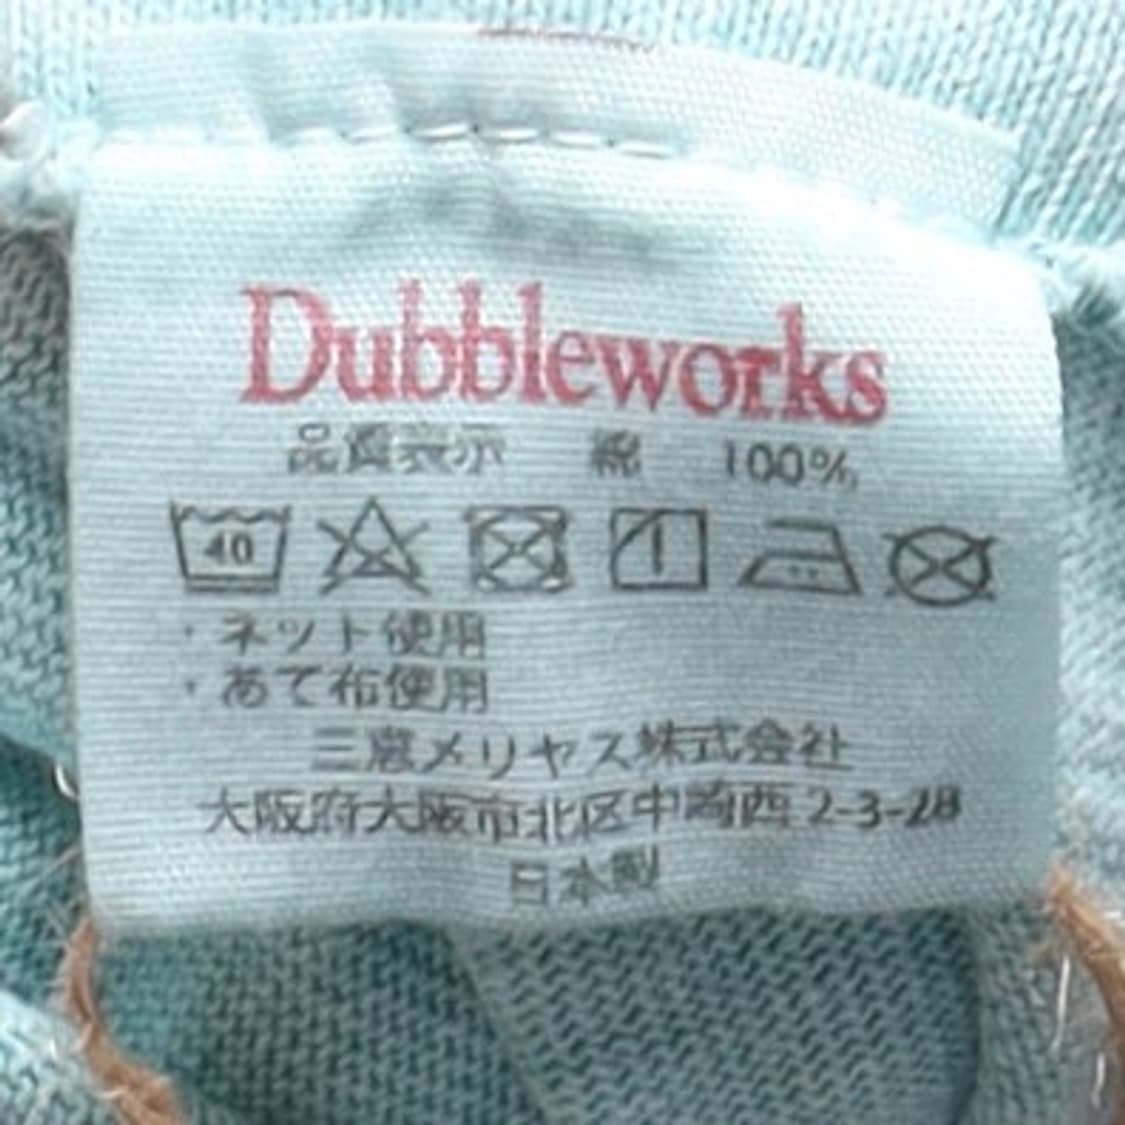 Dubbleworks
品質表示 綿 100%
40
・ネット使用
・あて布使用
三恵メリヤス株式会社
大阪府大阪市北区中崎西2-3-28
日本製